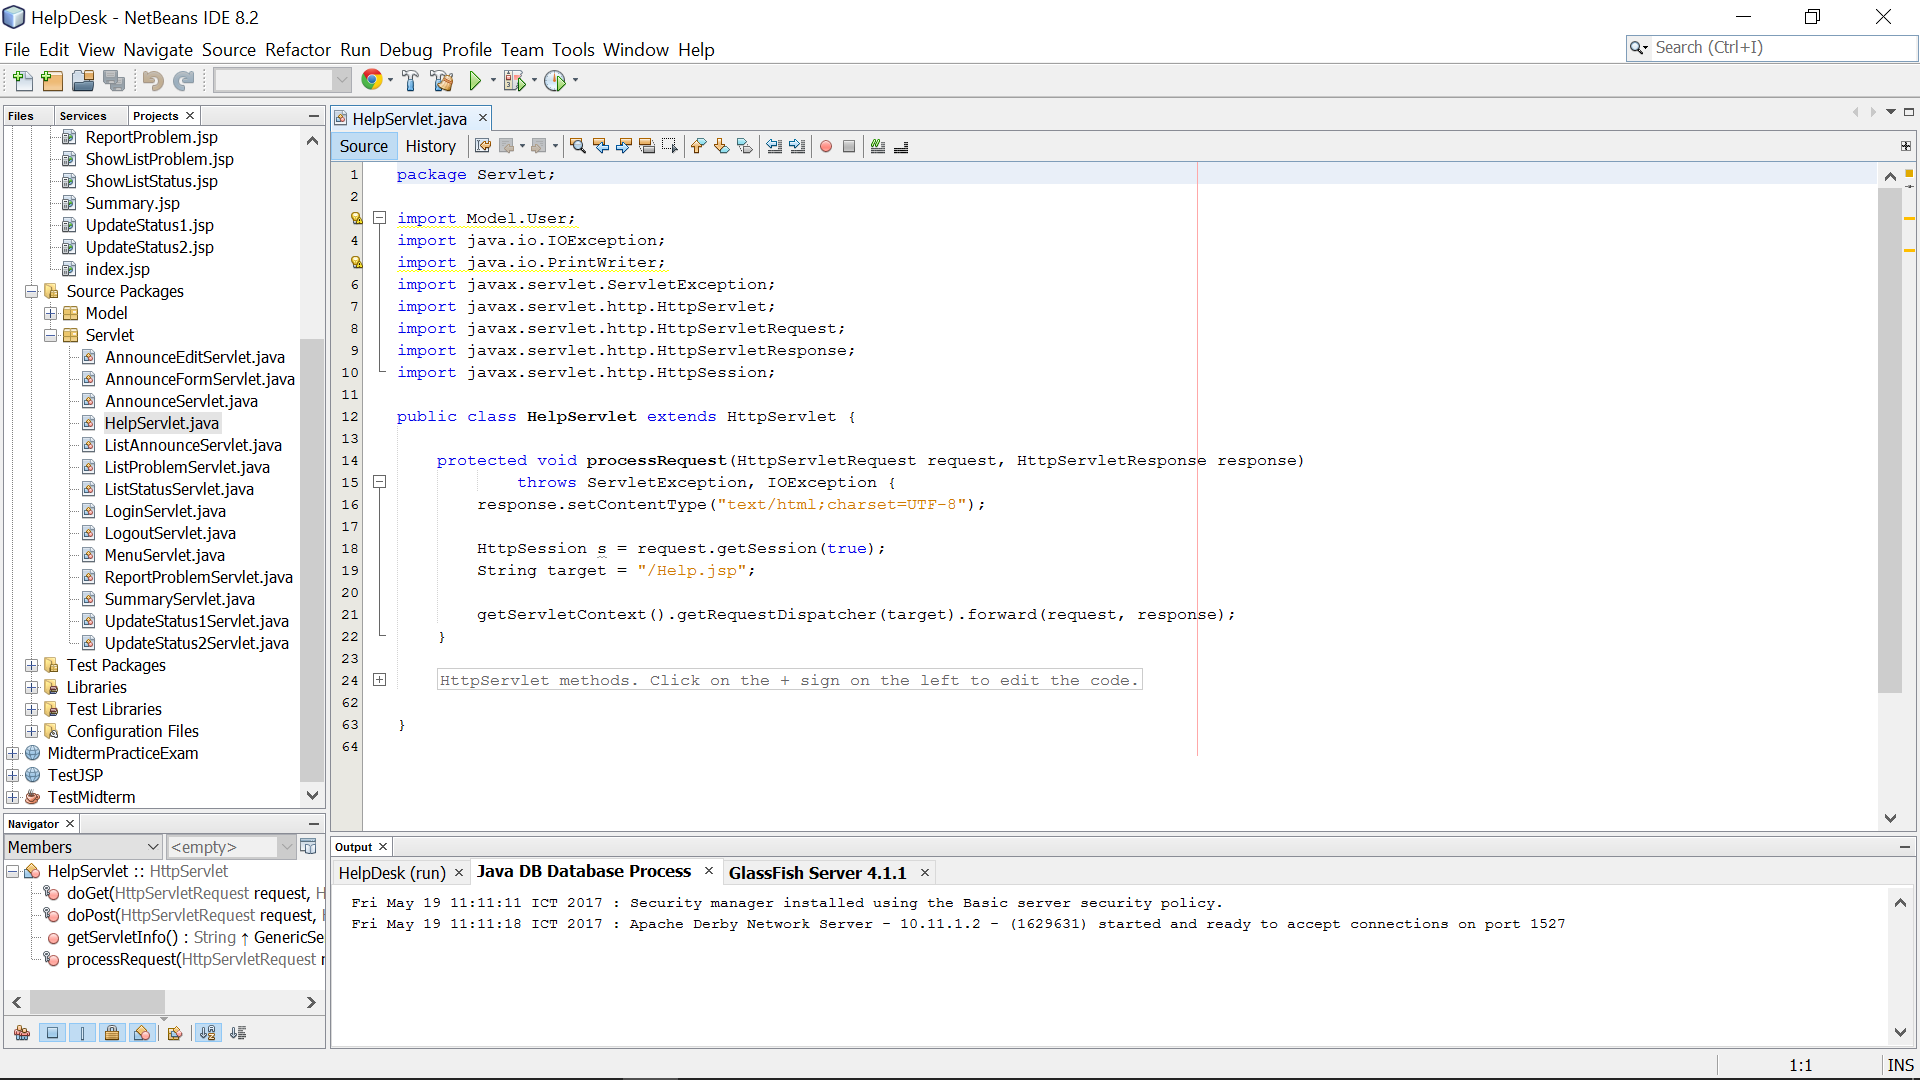 HelpDesk - NetBeans IDE 8.2
File Edit View Navigate Source Refactor Run Debug Profile Team Tools Window Help
Search (Ctrl+I)
Files Services Projects
ReportProblem.jsp
ShowListProblem.jsp
ShowListStatus.jsp
Summary.jsp
UpdateStatus1.jsp
UpdateStatus2.jsp
index.jsp
Source Packages
Model
Servlet
AnnounceEditServlet.java
AnnounceFormServlet.java
AnnounceServlet.java
HelpServlet.java
ListAnnounceServlet.java
ListProblemServlet.java
ListStatusServlet.java
LoginServlet.java
LogoutServlet.java
MenuServlet.java
ReportProblemServlet.java
SummaryServlet.java
UpdateStatus1Servlet.java
UpdateStatus2Servlet.java
Test Packages
Libraries
Test Libraries
Configuration Files
MidtermPracticeExam
TestJSP
TestMidterm
Navigator
Members <empty>
HelpServlet :: HttpServlet
doGet(HttpServletRequest request, H
doPost(HttpServletRequest request,
getServletInfo() : String ↑ GenericSe
processRequest(HttpServletRequest r
HelpServlet.java
Source History
1 package Servlet;
2
import Model.User;
4 import java.io.IOException;
import java.io.PrintWriter;
6 import javax.servlet.ServletException;
7 import javax.servlet.http.HttpServlet;
8 import javax.servlet.http.HttpServletRequest;
9 import javax.servlet.http.HttpServletResponse;
10 import javax.servlet.http.HttpSession;
11
12 public class HelpServlet extends HttpServlet {
13
14 protected void processRequest(HttpServletRequest request, HttpServletResponse response)
15 throws ServletException, IOException {
16 response.setContentType("text/html;charset=UTF-8");
17
18 HttpSession s = request.getSession(true);
19 String target = "/Help.jsp";
20
21 getServletContext().getRequestDispatcher(target).forward(request, response);
22 }
23
24 HttpServlet methods. Click on the + sign on the left to edit the code.
62
63 }
64
Output
HelpDesk (run) Java DB Database Process GlassFish Server 4.1.1
Fri May 19 11:11:11 ICT 2017 : Security manager installed using the Basic server security policy.
Fri May 19 11:11:18 ICT 2017 : Apache Derby Network Server - 10.11.1.2 - (1629631) started and ready to accept connections on port 1527
1:1 INS